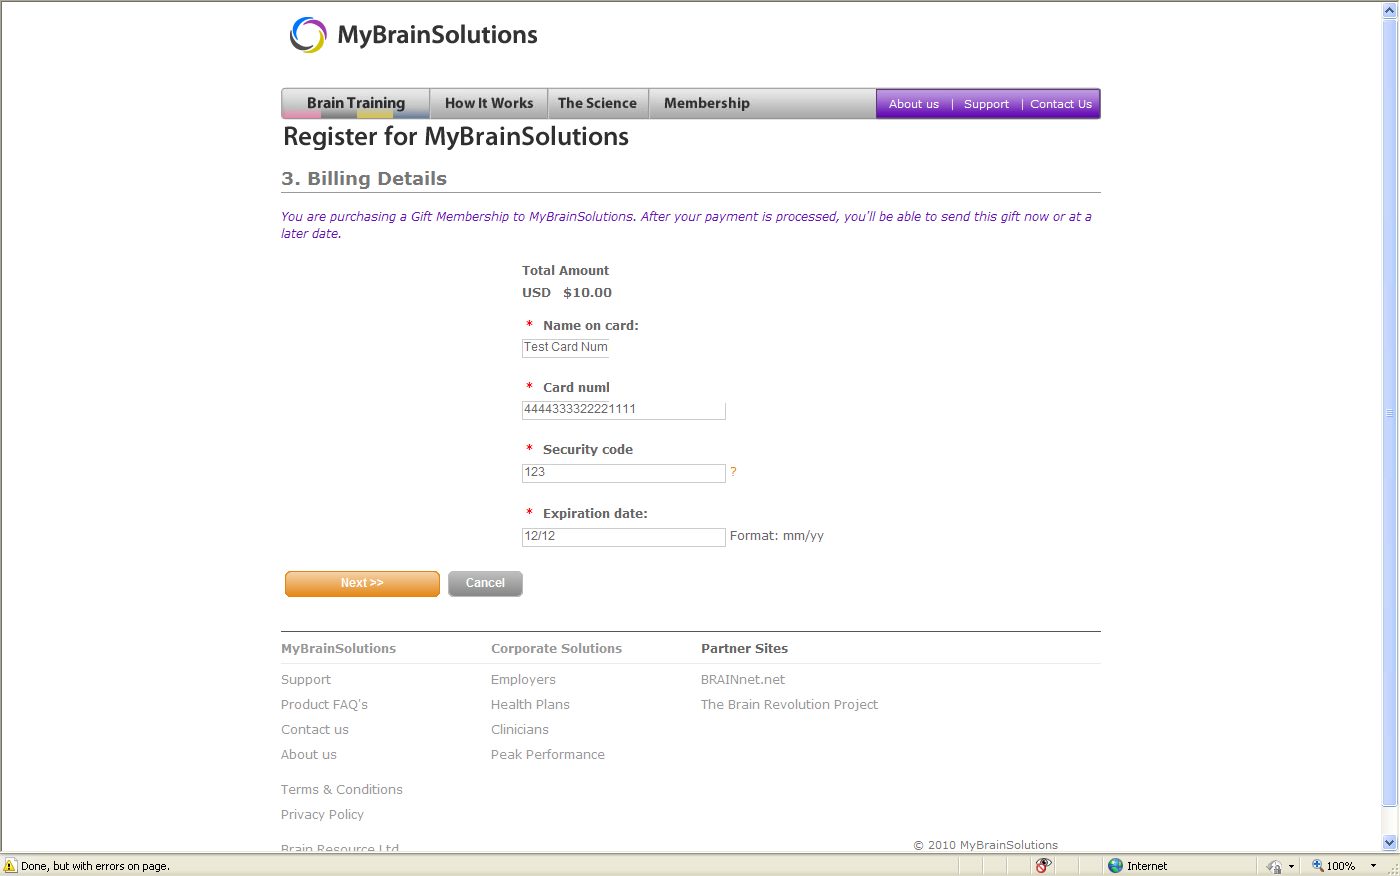 MyBrainSolutions
Brain Training How It Works The Science Membership About us | Support | Contact Us
Register for MyBrainSolutions
3. Billing Details
You are purchasing a Gift Membership to MyBrainSolutions. After your payment is processed, you'll be able to send this gift now or at a
later date.
Total Amount
USD $10.00
* Name on card:
Test Card Num
* Card numl
4444333322221111
* Security code
123 ?
* Expiration date:
12/12 Format: mm/yy
Next >> Cancel
MyBrainSolutions Corporate Solutions Partner Sites
Support Employers BRAINnet.net
Product FAQ's Health Plans The Brain Revolution Project
Contact us Clinicians
About us Peak Performance
Terms & Conditions
Privacy Policy
Brain Resource Ltd
© 2010 MyBrainSolutions
Done, but with errors on page. Internet 100%